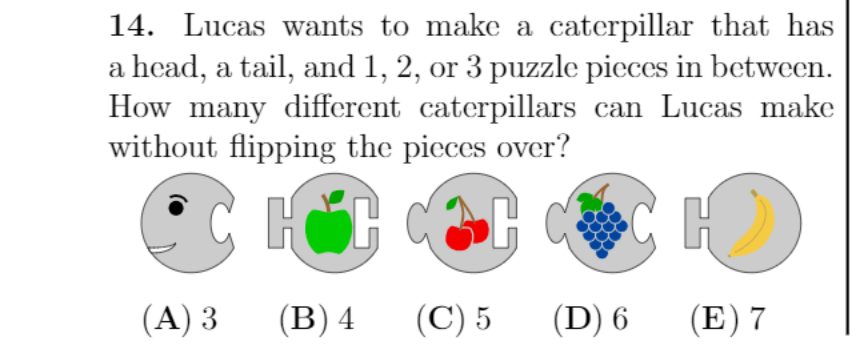 14. Lucas wants to make a caterpillar that has
a head, a tail, and 1, 2, or 3 puzzle pieces in between.
How many different caterpillars can Lucas make
without flipping the pieces over?
(A) 3 (B) 4 (C) 5 (D) 6 (E) 7